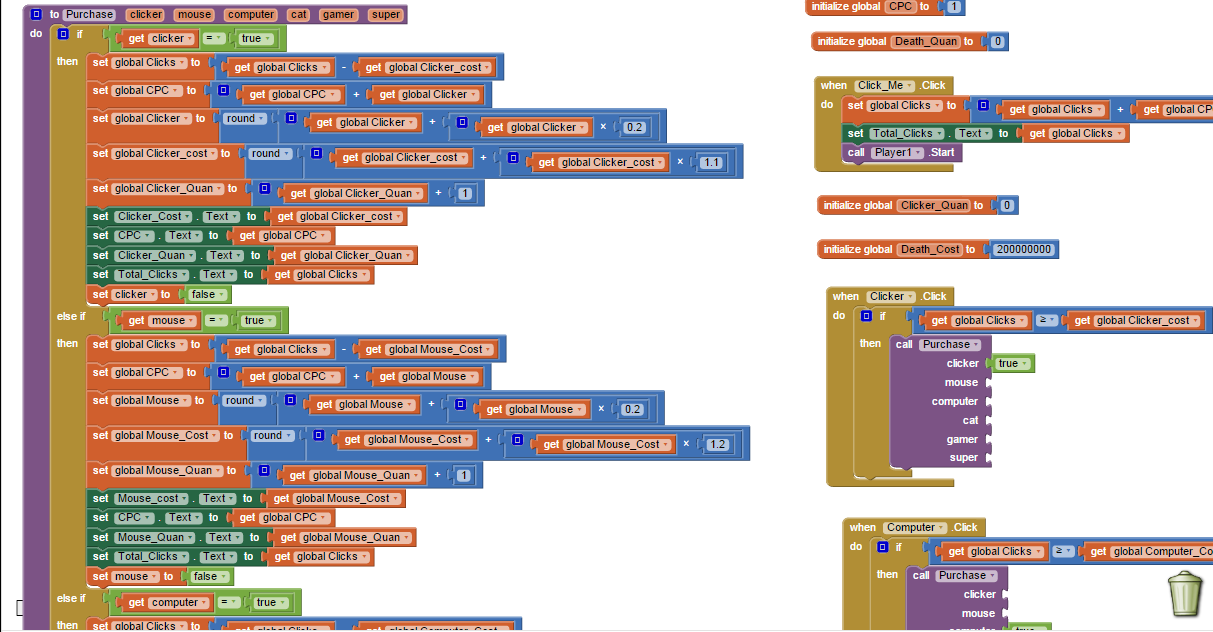 to Purchase clicker mouse computer cat gamer super
do if get clicker = true
then set global Clicks to get global Clicks - get global Clicker_cost
set global CPC to get global CPC + get global Clicker
set global Clicker to round get global Clicker + get global Clicker × 0.2
set global Clicker_cost to round get global Clicker_cost + get global Clicker_cost × 1.1
set global Clicker_Quan to get global Clicker_Quan + 1
set Clicker_Cost . Text to get global Clicker_cost
set CPC . Text to get global CPC
set Clicker_Quan . Text to get global Clicker_Quan
set Total_Clicks . Text to get global Clicks
set clicker to false
else if get mouse = true
then set global Clicks to get global Clicks - get global Mouse_Cost
set global CPC to get global CPC + get global Mouse
set global Mouse to round get global Mouse + get global Mouse × 0.2
set global Mouse_Cost to round get global Mouse_Cost + get global Mouse_Cost × 1.2
set global Mouse_Quan to get global Mouse_Quan + 1
set Mouse_cost . Text to get global Mouse_Cost
set CPC . Text to get global CPC
set Mouse_Quan . Text to get global Mouse_Quan
set Total_Clicks . Text to get global Clicks
set mouse to false
else if get computer = true
then set global Clicks to get global Clicks get global Computer_Cost
initialize global CPC to 1
initialize global Death_Quan to 0
when Click_Me .Click
do set global Clicks to get global Clicks + get global CP
set Total_Clicks . Text to get global Clicks
call Player1 .Start
initialize global Clicker_Quan to 0
initialize global Death_Cost to 200000000
when Clicker .Click
do if get global Clicks ≥ get global Clicker_cost
then call Purchase
clicker true
mouse
computer
cat
gamer
super
when Computer .Click
do if get global Clicks ≥ get global Computer_Co
then call Purchase
clicker
mouse
computer true